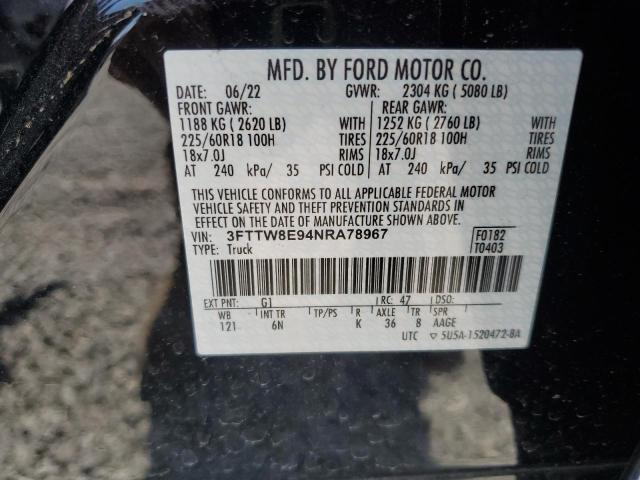 MFD. BY FORD MOTOR CO.
DATE: 06/22 GVWR: 2304 KG ( 5080 LB)
FRONT GAWR: REAR GAWR:
1188 KG ( 2620 LB) WITH 1252 KG ( 2760 LB) WITH
225/60R18 100H TIRES 225/60R18 100H TIRES
18x7.0J RIMS 18x7.0J RIMS
AT 240 kPa/ 35 PSI COLD AT 240 kPa/ 35 PSI COLD
THIS VEHICLE CONFORMS TO ALL APPLICABLE FEDERAL MOTOR
VEHICLE SAFETY AND THEFT PREVENTION STANDARDS IN
EFFECT ON THE DATE OF MANUFACTURE SHOWN ABOVE.
VIN: 3FTTW8E94NRA78967 F0182
TYPE: Truck T0403
EXT PNT: G1 RC: 47 DSO:
WB INT TR TP/PS R AXLE TR SPR
121 6N K 36 8 AAGE
UTC ▽ 5U5A-1520472-8A